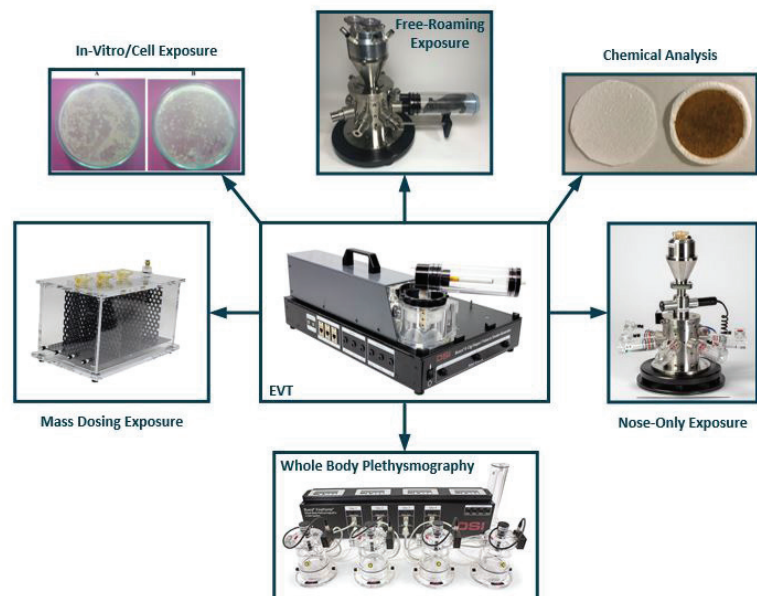 In-Vitro/Cell Exposure
Free-Roaming
Exposure
Chemical Analysis
A
B
EVT
DSI
Mass Dosing Exposure
Nose-Only Exposure
Whole Body Plethysmography
DSI